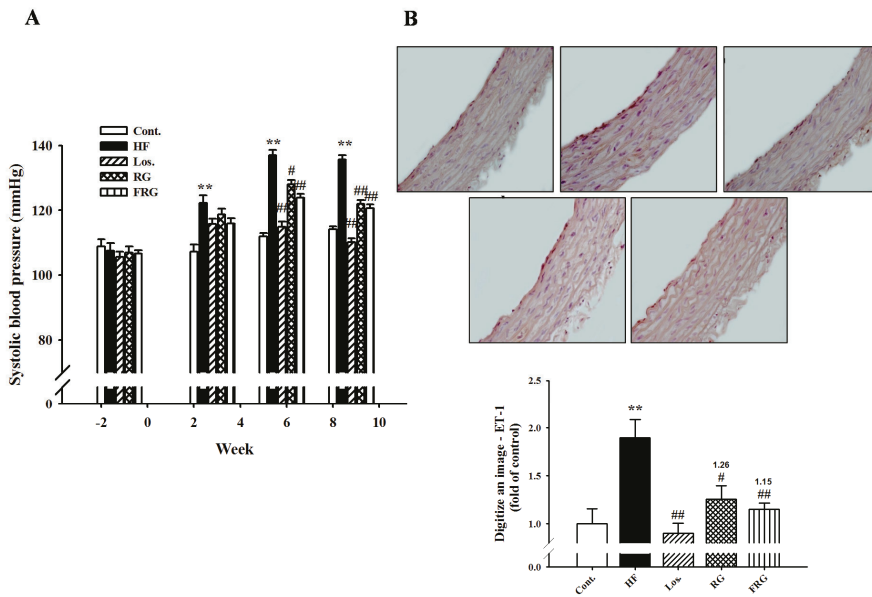 A
B
Cont.
HF
Los.
RG
FRG
Systolic blood pressure (mmHg)
140
120
100
80
0
**
**
##
#
##
**
##
##
##
-2
0
2
4
6
8
10
Week
Digitize an image - ET-1
(fold of control)
2.5
2.0
1.5
1.0
0.0
**
##
1.26
#
1.15
##
Cont.
HF
Los.
RG
FRG